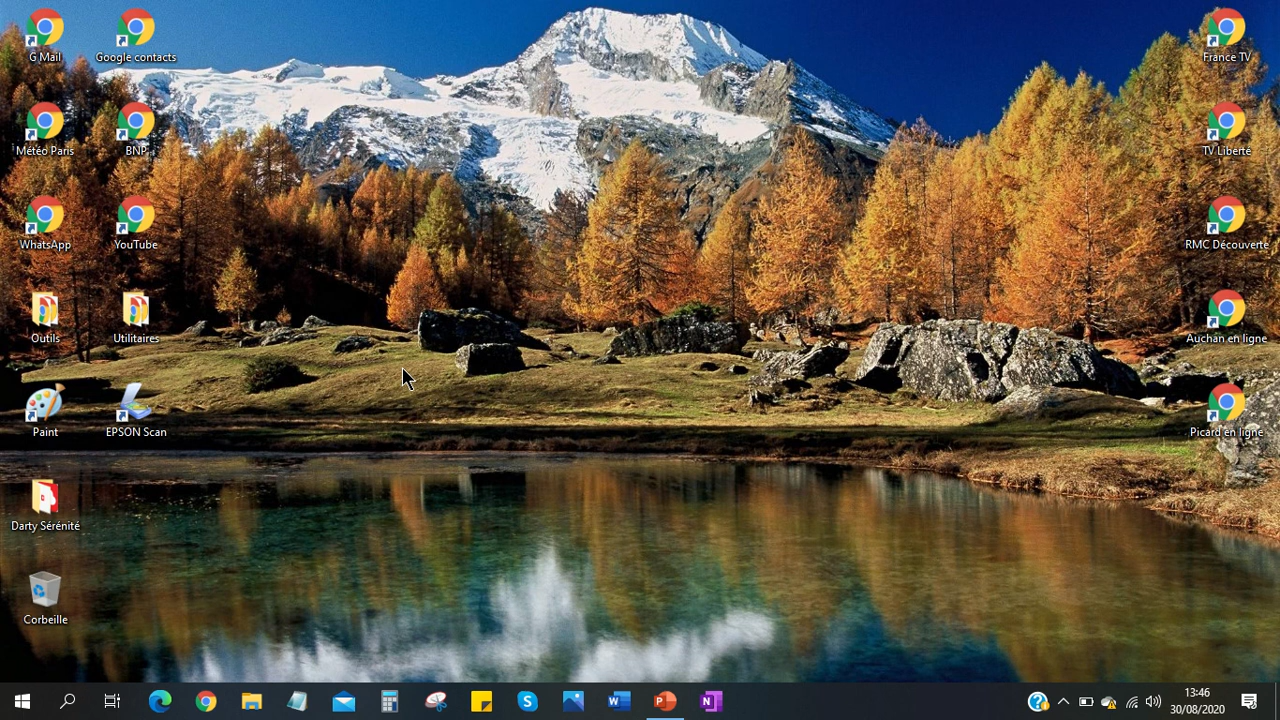 G Mail
Google contacts
France TV
Météo Paris
BNP
TV Liberté
WhatsApp
YouTube
RMC Découverte
Outils
Utilitaires
Auchan en ligne
Paint
EPSON Scan
Picard en ligne
Darty Sérénité
Corbeille
13:46
30/08/2020